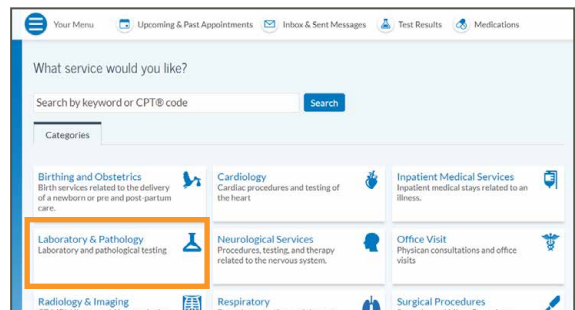 Your Menu
Upcoming & Past Appointments
Inbox & Sent Messages
Test Results
Medications
What service would you like?
Search by keyword or CPT® code
Search
Categories
Birthing and Obstetrics
Birth services related to the delivery
of a newborn or pre and post-partum
care.
Cardiology
Cardiac procedures and testing of
the heart
Inpatient Medical Services
Inpatient medical stays related to an
illness.
Laboratory & Pathology
Laboratory and pathological testing
Neurological Services
Procedures, testing, and therapy
related to the nervous system.
Office Visit
Physican consultations and office
visits
Radiology & Imaging
Respiratory
Surgical Procedures